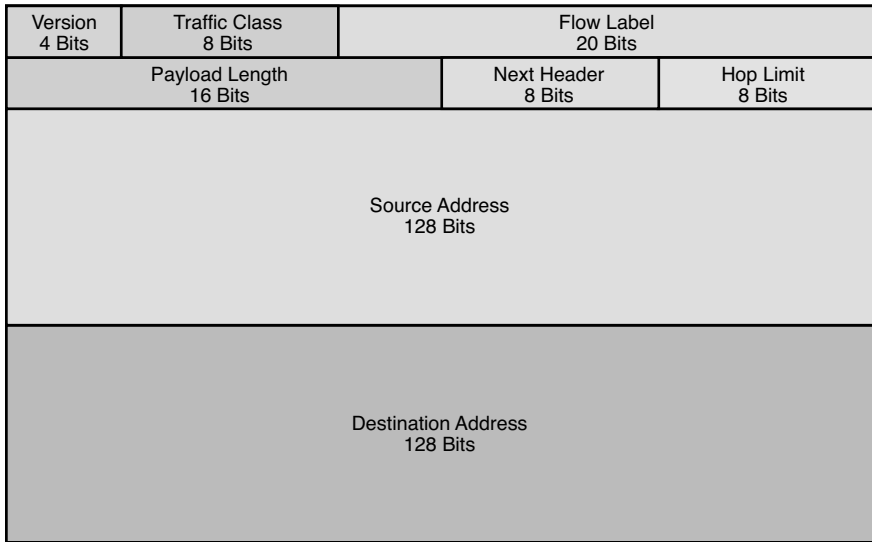 Version
4 Bits
Traffic Class
8 Bits
Flow Label
20 Bits
Payload Length
16 Bits
Next Header
8 Bits
Hop Limit
8 Bits
Source Address
128 Bits
Destination Address
128 Bits